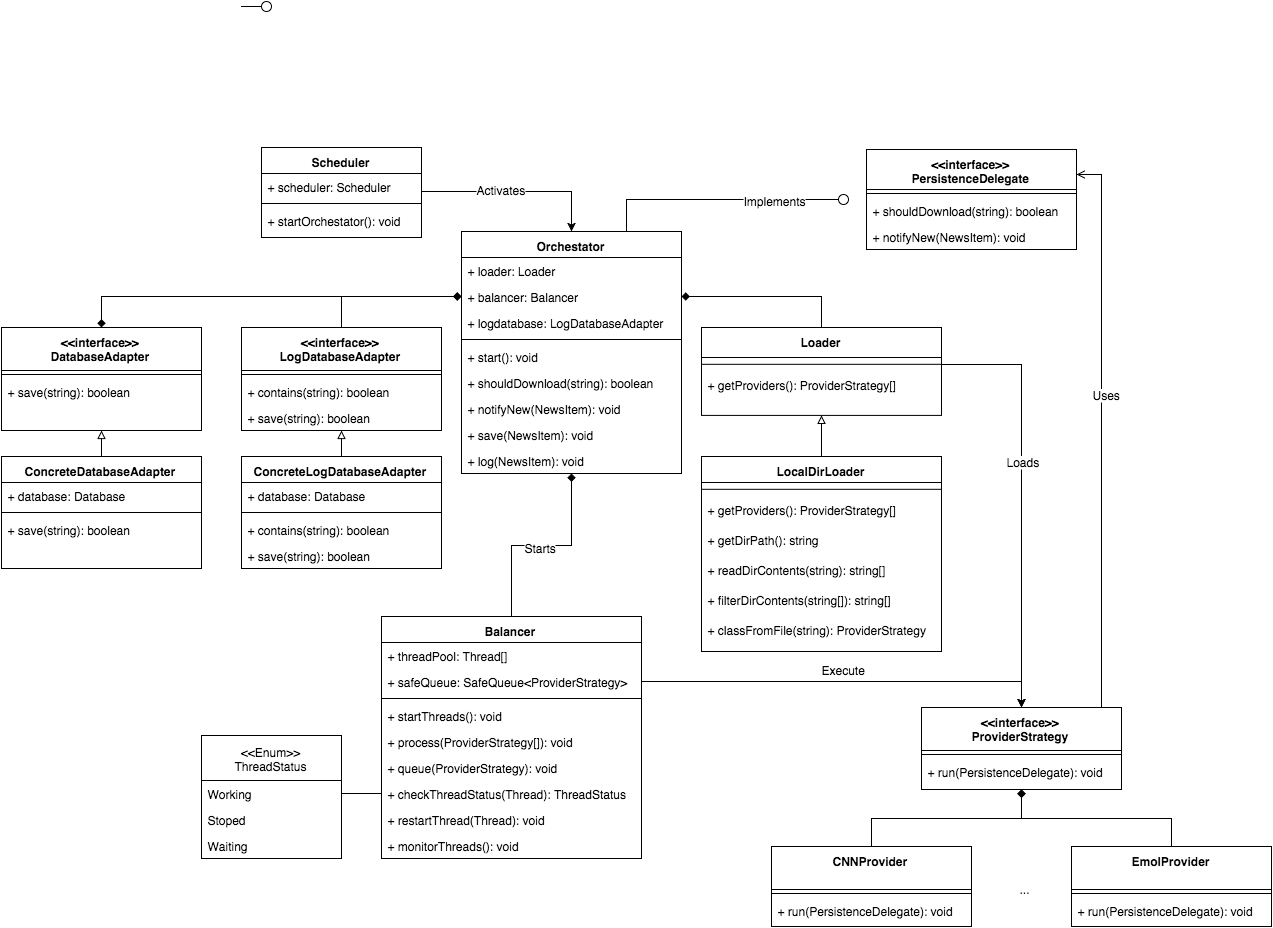 Scheduler
+ scheduler: Scheduler
+ startOrchestator(): void
Activates
Implements
<<interface>>
PersistenceDelegate
+ shouldDownload(string): boolean
+ notifyNew(NewsItem): void
Orchestator
+ loader: Loader
+ balancer: Balancer
+ logdatabase: LogDatabaseAdapter
+ start(): void
+ shouldDownload(string): boolean
+ notifyNew(NewsItem): void
+ save(NewsItem): void
+ log(NewsItem): void
<<interface>>
DatabaseAdapter
+ save(string): boolean
<<interface>>
LogDatabaseAdapter
+ contains(string): boolean
+ save(string): boolean
Loader
+ getProviders(): ProviderStrategy[]
Uses
Loads
ConcreteDatabaseAdapter
+ database: Database
+ save(string): boolean
ConcreteLogDatabaseAdapter
+ database: Database
+ contains(string): boolean
+ save(string): boolean
LocalDirLoader
+ getProviders(): ProviderStrategy[]
+ getDirPath(): string
+ readDirContents(string): string[]
+ filterDirContents(string[]): string[]
+ classFromFile(string): ProviderStrategy
Starts
Balancer
+ threadPool: Thread[]
+ safeQueue: SafeQueue<ProviderStrategy>
+ startThreads(): void
+ process(ProviderStrategy[]): void
+ queue(ProviderStrategy): void
+ checkThreadStatus(Thread): ThreadStatus
+ restartThread(Thread): void
+ monitorThreads(): void
Execute
<<Enum>>
ThreadStatus
Working
Stoped
Waiting
<<interface>>
ProviderStrategy
+ run(PersistenceDelegate): void
CNNProvider
+ run(PersistenceDelegate): void
...
EmolProvider
+ run(PersistenceDelegate): void